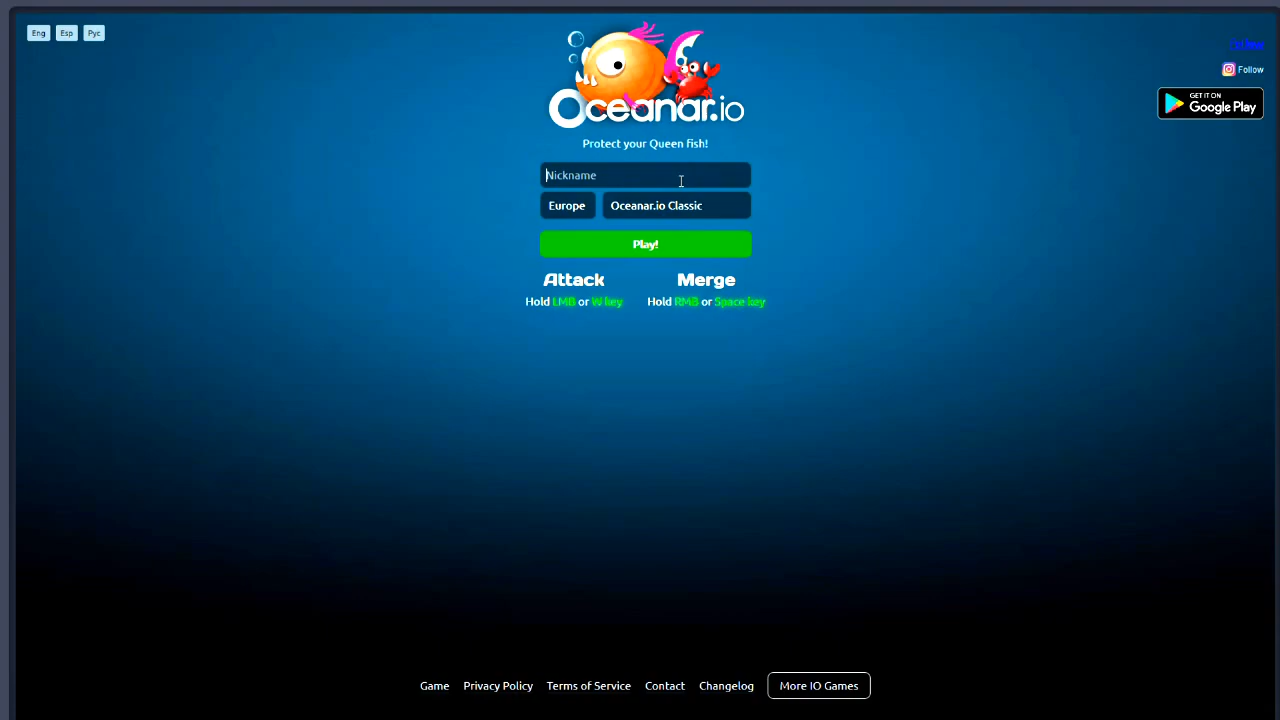 Eng Esp Рус
Follow
Follow
GET IT ON
Google Play
Oceanar.io
Protect your Queen fish!
Nickname
Europe Oceanar.io Classic
Play!
Attack Merge
Hold LMB or W key Hold RMB or Space key
Game Privacy Policy Terms of Service Contact Changelog More IO Games